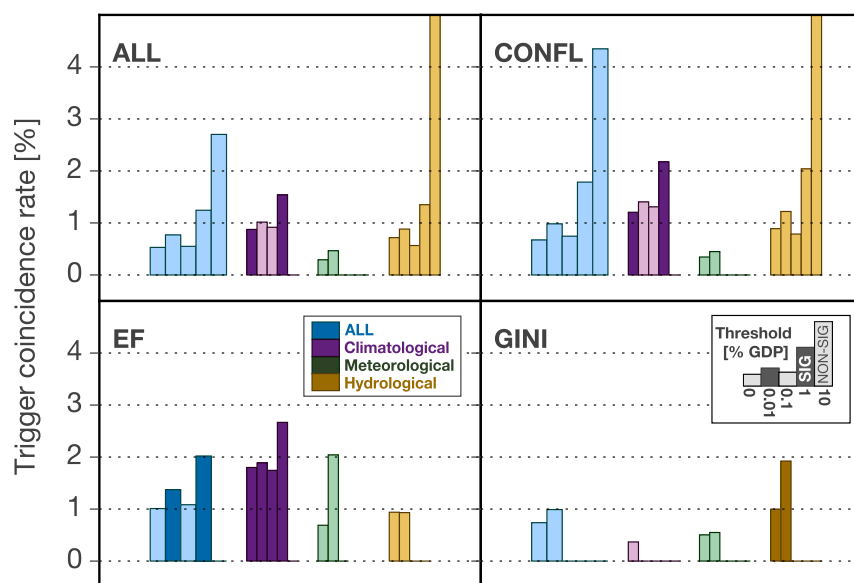 ALL
CONFL
Trigger coincidence rate [%]
4
3
2
1
0
EF
GINI
4
3
2
1
0
ALL
Climatological
Meteorological
Hydrological
Threshold
[% GDP]
SIG
NON-SIG
0
0.01
0.1
1
10